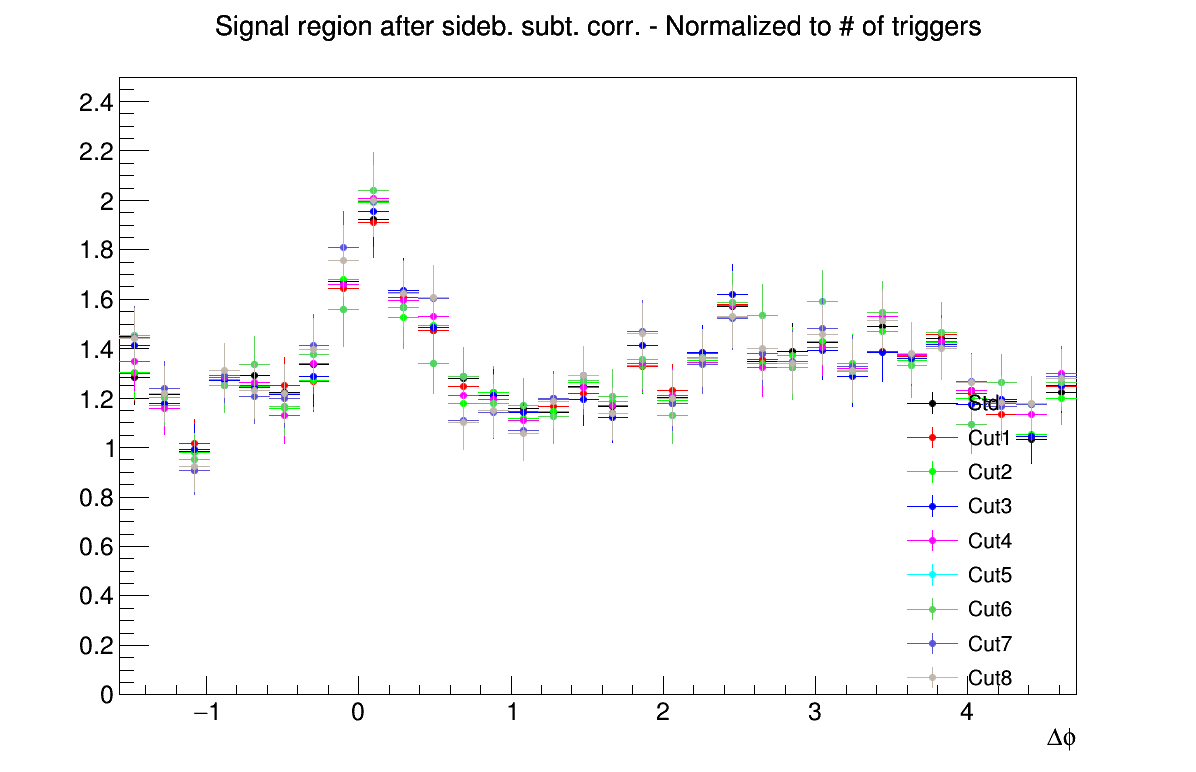 Signal region after sideb. subt. corr. - Normalized to # of triggers
2.4
2.2
2
1.8
1.6
1.4
1.2
1
0.8
0.6
0.4
0.2
0
Std
Cut1
Cut2
Cut3
Cut4
Cut5
Cut6
Cut7
Cut8
−1 0 1 2 3 4
Δϕ